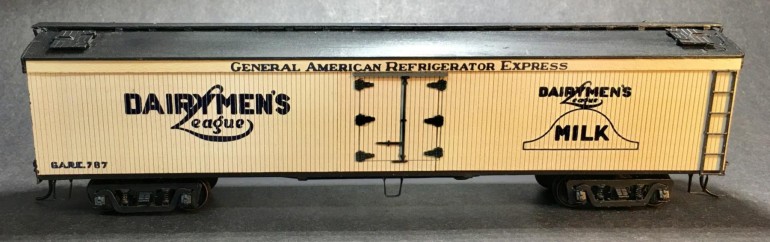 GENERAL AMERICAN REFRIGERATOR EXPRESS
DAIRYMEN'S
League
G.A.R.E. 787
DAIRYMEN'S
League
MILK